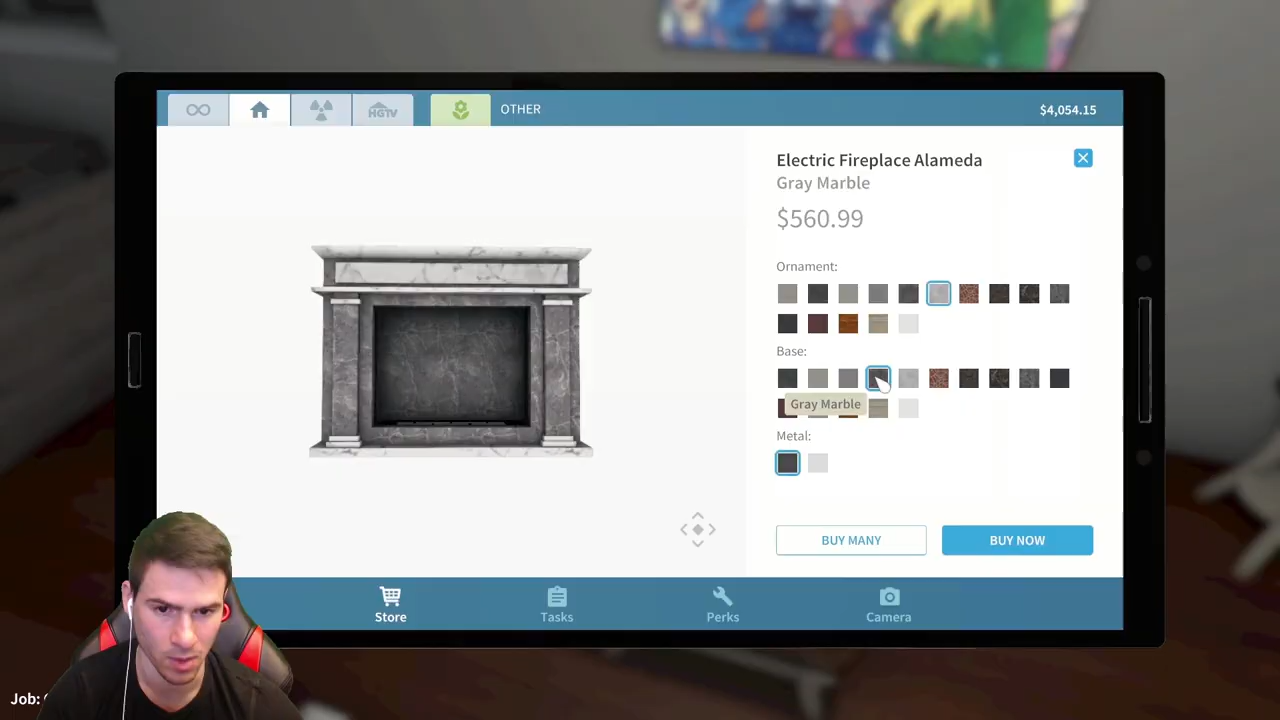 HGTV
OTHER
$4,054.15
Electric Fireplace Alameda
Gray Marble
$560.99
Ornament:
Base:
Gray Marble
Metal:
BUY MANY
BUY NOW
Store
Tasks
Perks
Camera
Job: